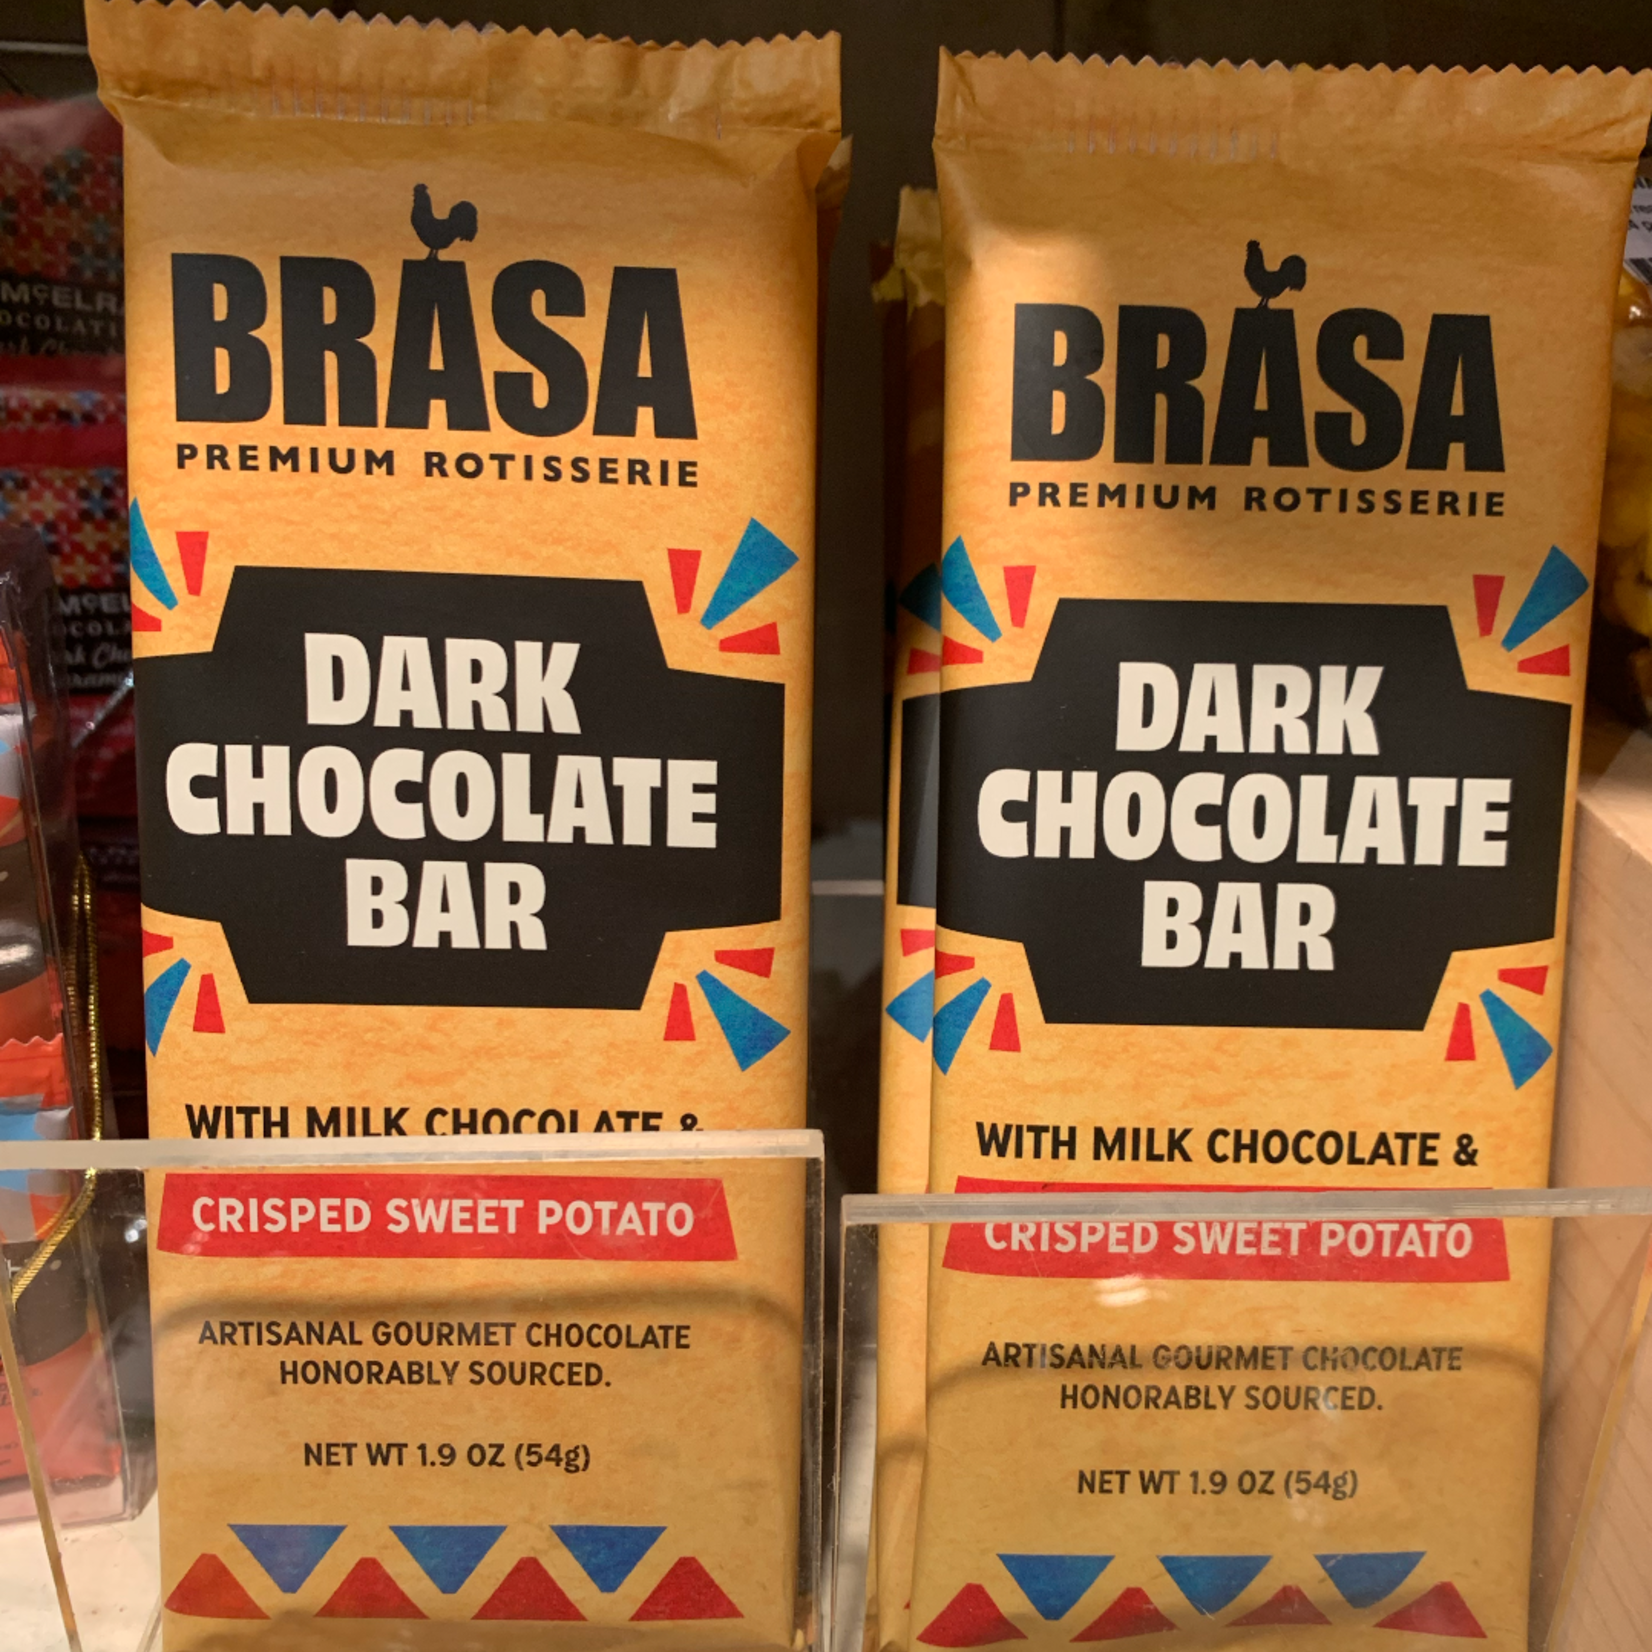 BRASA
PREMIUM ROTISSERIE
DARK
CHOCOLATE
BAR
WITH MILK CHOCOLATE &
CRISPED SWEET POTATO
ARTISANAL GOURMET CHOCOLATE
HONORABLY SOURCED.
NET WT 1.9 OZ (54g)
BRASA
PREMIUM ROTISSERIE
DARK
CHOCOLATE
BAR
WITH MILK CHOCOLATE &
CRISPED SWEET POTATO
ARTISANAL GOURMET CHOCOLATE
HONORABLY SOURCED.
NET WT 1.9 OZ (54g)